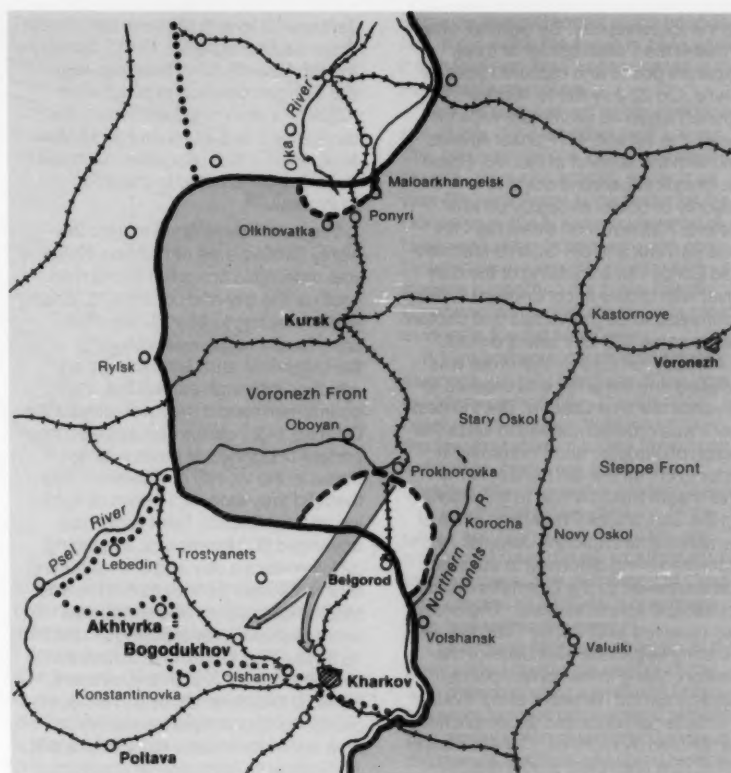 Oka River
Maloarkhangelsk
Ponyri
Olkhovatka
Kursk
Kastornoye
Voronezh
Rylsk
Voronezh Front
Oboyan
Stary Oskol
Steppe Front
Prokhorovka
Psel River
Lebedin
Trostyanets
Korocha
Northern Donets R.
Novy Oskol
Belgorod
Akhtyrka
Bogodukhov
Volshansk
Valuiki
Konstantinovka
Olshany
Kharkov
Poltava